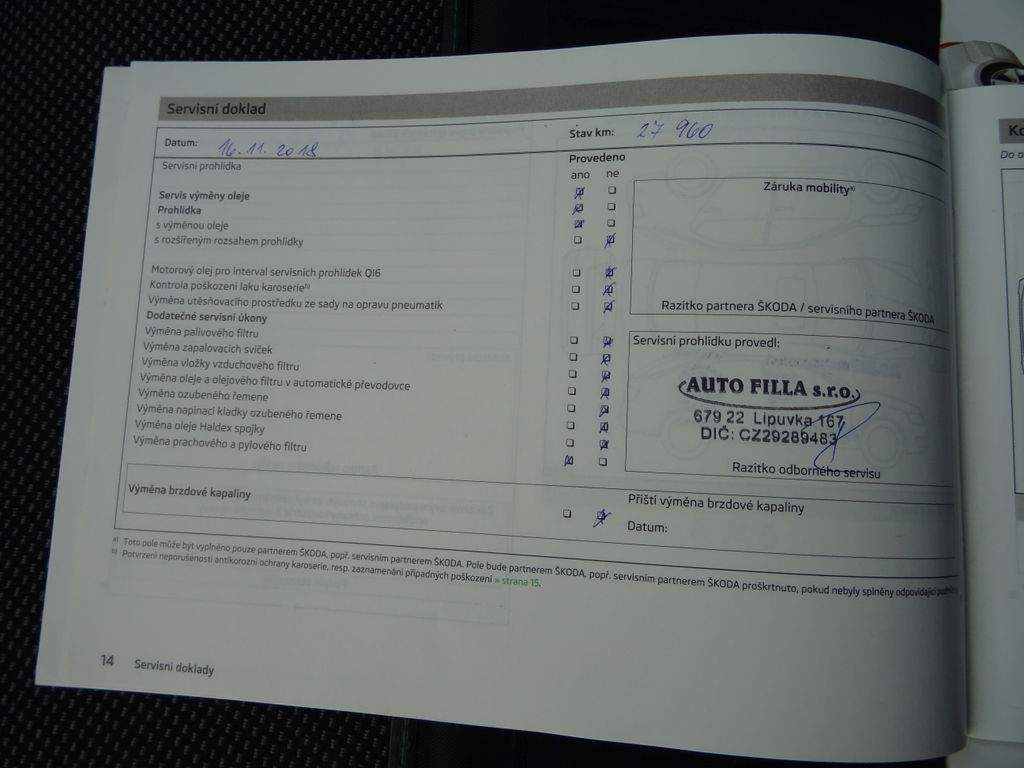 Servisní doklad
Datum: 16.11.2018
Stav km: 27 960
Servisní prohlídka
Provedeno
ano ne
Servis výměny oleje
Prohlídka
s výměnou oleje
s rozšířeným rozsahem prohlídky
Motorový olej pro interval servisních prohlídek QI6
Kontrola poškození laku karoserie b)
Výměna utěsňovacího prostředku ze sady na opravu pneumatik
Dodatečné servisní úkony
Výměna palivového filtru
Výměna zapalovacích svíček
Výměna vložky vzduchového filtru
Výměna oleje a olejového filtru v automatické převodovce
Výměna ozubeného řemene
Výměna napínací kladky ozubeného řemene
Výměna oleje Haldex spojky
Výměna prachového a pylového filtru
Záruka mobility a)
Razítko partnera ŠKODA / servisního partnera ŠKODA
Servisní prohlídku provedl:
AUTO FILLA s.r.o.
679 22 Lipuvka 167
DIČ: CZ29289483
Razítko odborného servisu
Výměna brzdové kapaliny
Příští výměna brzdové kapaliny
Datum:
a) Toto pole může být vyplněno pouze partnerem ŠKODA, popř. servisním partnerem ŠKODA. Pole bude partnerem ŠKODA, popř. servisním partnerem ŠKODA proškrtnuto, pokud nebyly splněny odpovídající
b) Potvrzení neporušenosti antikorozní ochrany karoserie, resp. zaznamenání případných poškození » strana 15.
14 Servisní doklady
Ko
Da o